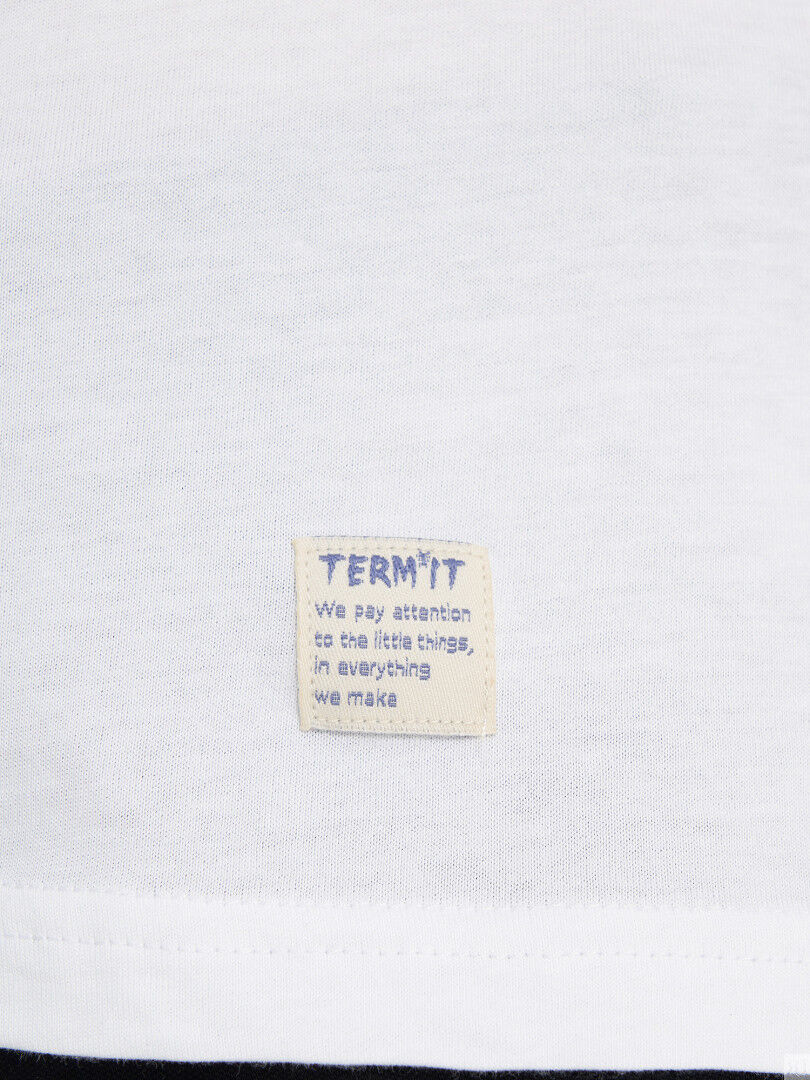 TERM*IT
We pay attention
to the little things,
in everything
we make